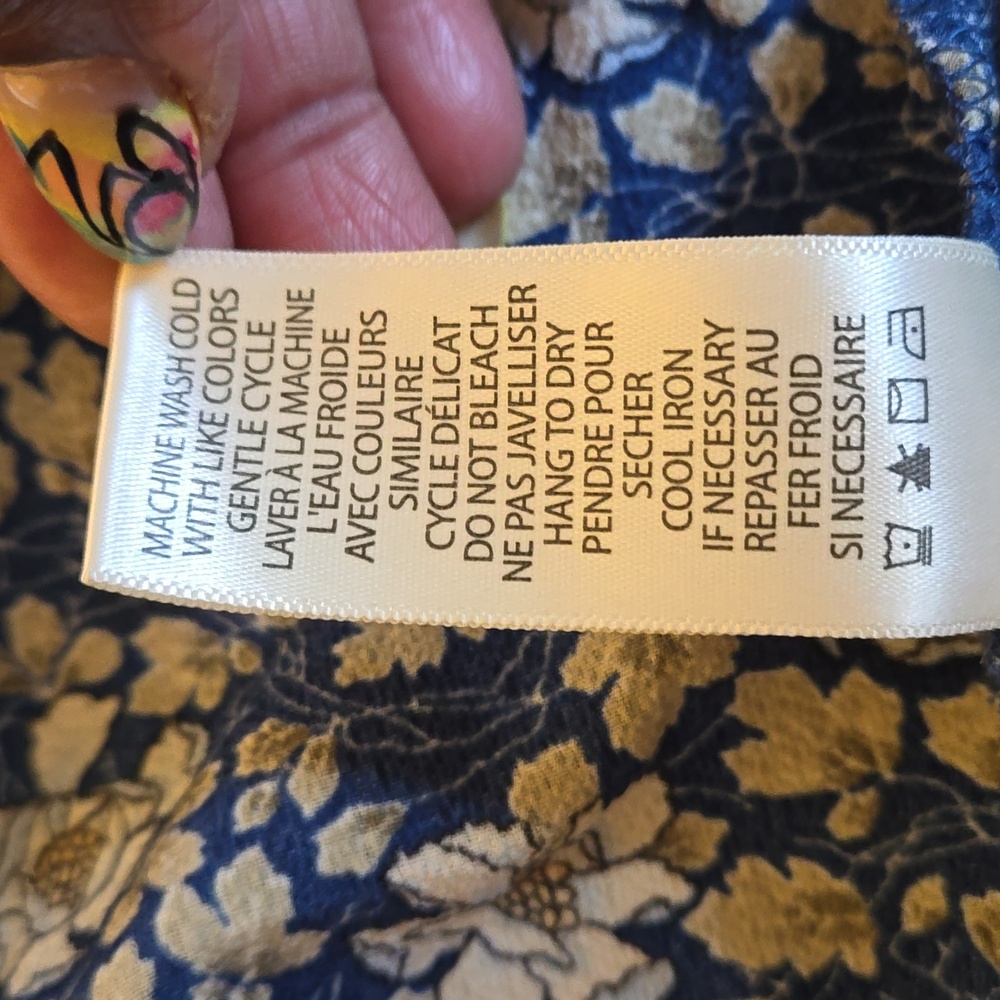 MACHINE WASH COLD
WITH LIKE COLORS
GENTLE CYCLE
LAVER À LA MACHINE
L'EAU FROIDE
AVEC COULEURS
SIMILAIRE
CYCLE DÉLICAT
DO NOT BLEACH
NE PAS JAVELLISER
HANG TO DRY
PENDRE POUR
SECHER
COOL IRON
IF NECESSARY
REPASSER AU
FER FROID
SI NECESSAIRE